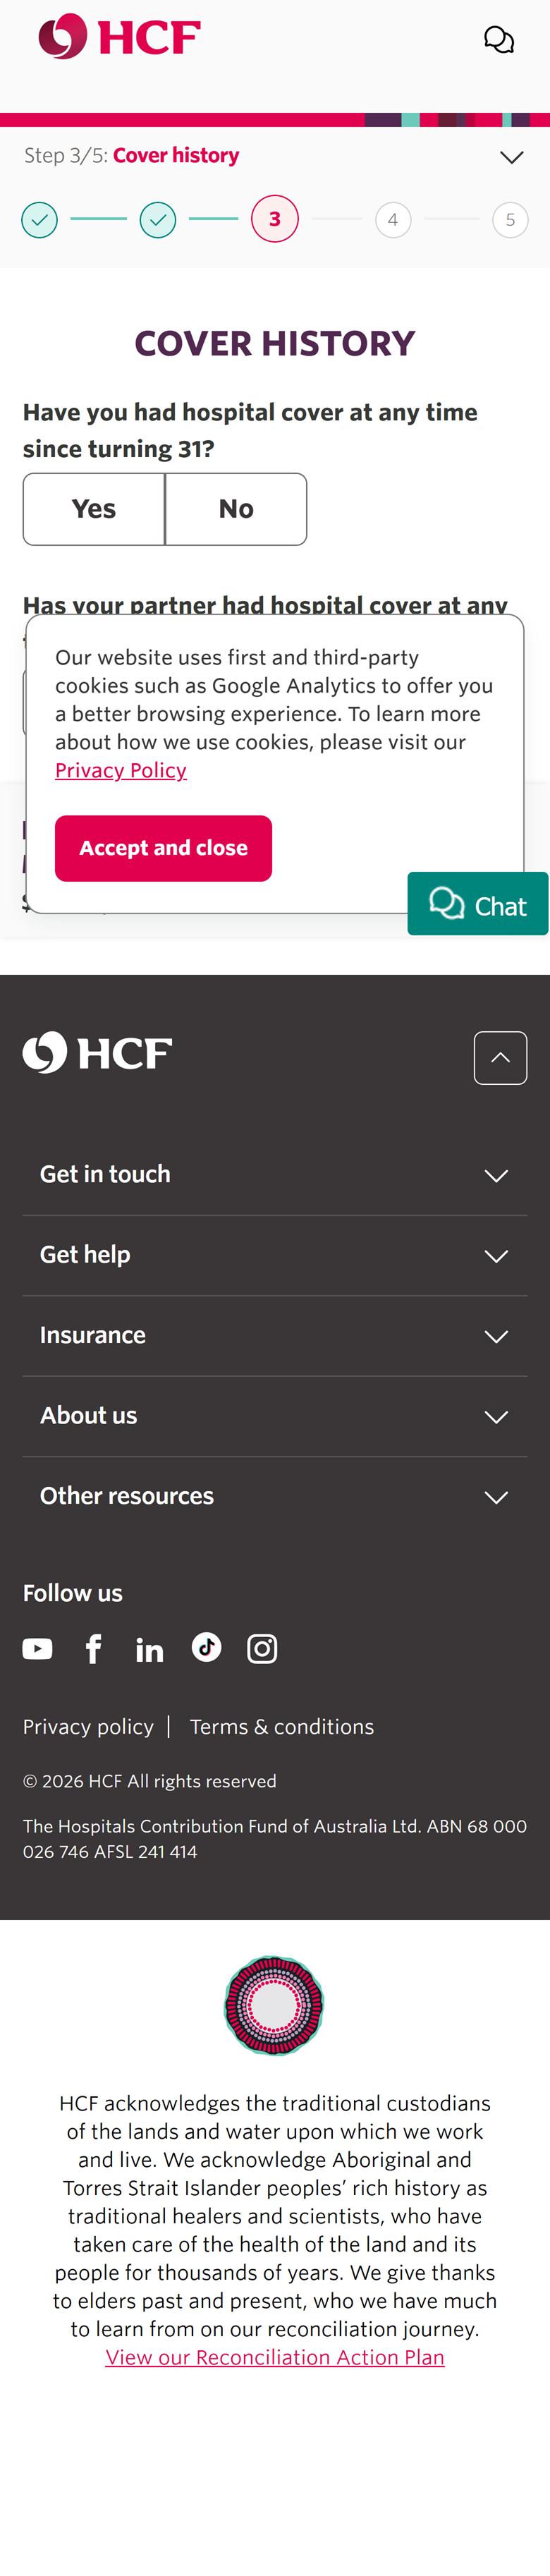 HCF
Step 3/5: Cover history
3
4
5
COVER HISTORY
Have you had hospital cover at any time
since turning 31?
Yes
No
Has your partner had hospital cover at any
Our website uses first and third-party
cookies such as Google Analytics to offer you
a better browsing experience. To learn more
about how we use cookies, please visit our
Privacy Policy
Accept and close
Chat
HCF
Get in touch
Get help
Insurance
About us
Other resources
Follow us
Privacy policy | Terms & conditions
© 2026 HCF All rights reserved
The Hospitals Contribution Fund of Australia Ltd. ABN 68 000
026 746 AFSL 241 414
HCF acknowledges the traditional custodians
of the lands and water upon which we work
and live. We acknowledge Aboriginal and
Torres Strait Islander peoples’ rich history as
traditional healers and scientists, who have
taken care of the health of the land and its
people for thousands of years. We give thanks
to elders past and present, who we have much
to learn from on our reconciliation journey.
View our Reconciliation Action Plan